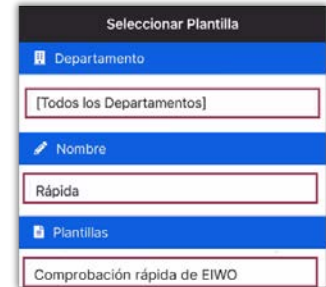 Seleccionar Plantilla
Departamento
[Todos los Departamentos]
Nombre
Rápida
Plantillas
Comprobación rápida de EIWO